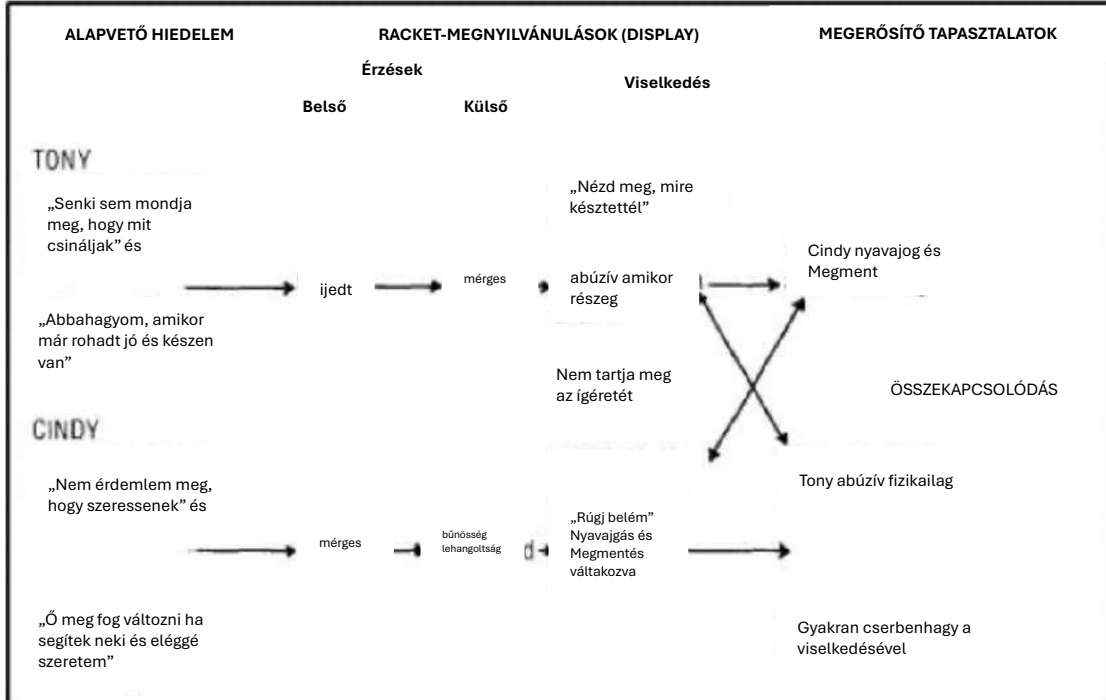 ALAPVETŐ HIEDELEM
RACKET-MEGNYILVÁNULÁSOK (DISPLAY)
MEGERŐSÍTŐ TAPASZTALATOK
Érzések
Viselkedés
Belső
Külső
TONY
„Senki sem mondja
meg, hogy mit
csináljak” és
„Abbahagyom, amikor
már rohadt jó és készen
van”
ijedt
mérges
„Nézd meg, mire
késztettél”
abúzív amikor
részeg
Nem tartja meg
az ígéretét
Cindy nyavajog és
Megment
ÖSSZEKAPCSOLÓDÁS
CINDY
„Nem érdemlem meg,
hogy szeressenek” és
„Ő meg fog változni ha
segítek neki és eléggé
szeretem”
mérges
bűnösség
lehangoltság
d
„Rúgj belém”
Nyavajgás és
Megmentés
váltakozva
Tony abúzív fizikailag
Gyakran cserbenhagy a
viselkedésével